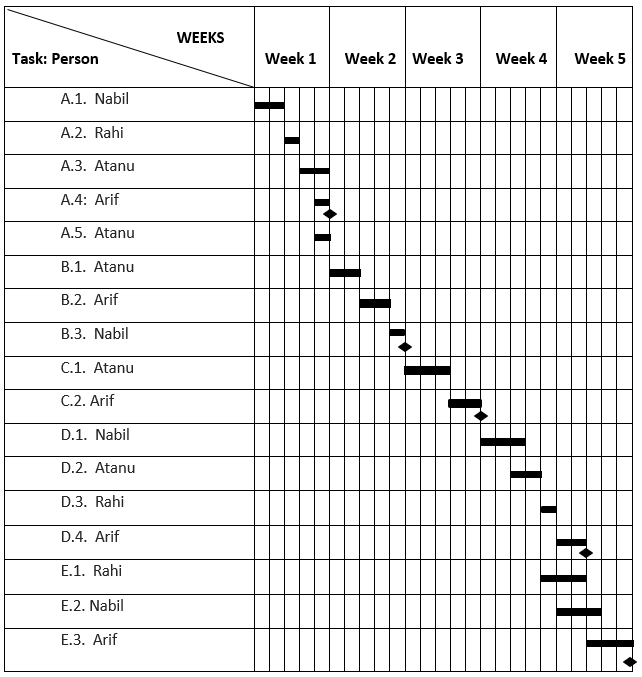 WEEKS
Task: Person
Week 1 Week 2 Week 3 Week 4 Week 5
A.1. Nabil
A.2. Rahi
A.3. Atanu
A.4: Arif
A.5. Atanu
B.1. Atanu
B.2. Arif
B.3. Nabil
C.1. Atanu
C.2. Arif
D.1. Nabil
D.2. Atanu
D.3. Rahi
D.4. Arif
E.1. Rahi
E.2. Nabil
E.3. Arif